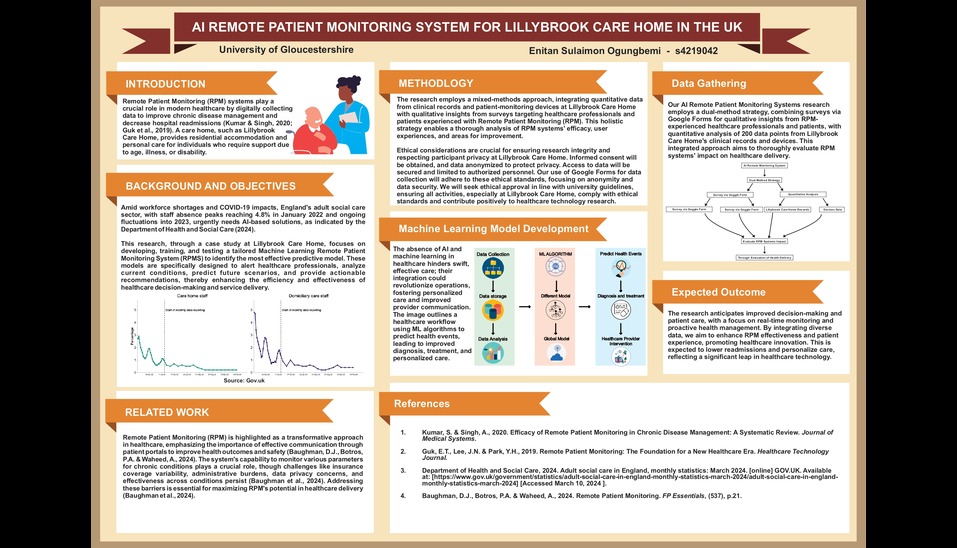 AI REMOTE PATIENT MONITORING SYSTEM FOR LILLYBROOK CARE HOME IN THE UK
University of Gloucestershire
Enitan Sulaimon Ogungbemi - s4219042
INTRODUCTION
Remote Patient Monitoring (RPM) systems play a
crucial role in modern healthcare by digitally collecting
data to improve chronic disease management and
decrease hospital readmissions (Kumar & Singh, 2020;
Guk et al., 2019). A care home, such as Lillybrook
Care Home, provides residential accommodation and
personal care for individuals who require support due
to age, illness, or disability.
BACKGROUND AND OBJECTIVES
Amid workforce shortages and COVID-19 impacts, England's adult social care
sector, with staff absence peaks reaching 4.8% in January 2022 and ongoing
fluctuations into 2023, urgently needs AI-based solutions, as indicated by the
Department of Health and Social Care (2024).
This research, through a case study at Lillybrook Care Home, focuses on
developing, training, and testing a tailored Machine Learning Remote Patient
Monitoring System (RPMS) to identify the most effective predictive model. These
models are specifically designed to alert healthcare professionals, analyze
current conditions, predict future scenarios, and provide actionable
recommendations, thereby enhancing the efficiency and effectiveness of
healthcare decision-making and service delivery.
Care home staff
Domiciliary care staff
Percentage
Source: Gov.uk
RELATED WORK
Remote Patient Monitoring (RPM) is highlighted as a transformative approach
in healthcare, emphasizing the importance of effective communication through
patient portals to improve health outcomes and safety (Baughman, D.J., Botros,
P.A. & Waheed, A., 2024). The system's capability to monitor various parameters
for chronic conditions plays a crucial role, though challenges like insurance
coverage variability, administrative burdens, data privacy concerns, and
effectiveness across conditions persist (Baughman et al., 2024). Addressing
these barriers is essential for maximizing RPM's potential in healthcare delivery
(Baughman et al., 2024).
METHODLOGY
The research employs a mixed-methods approach, integrating quantitative data
from clinical records and patient-monitoring devices at Lillybrook Care Home
with qualitative insights from surveys targeting healthcare professionals and
patients experienced with Remote Patient Monitoring (RPM). This holistic
strategy enables a thorough analysis of RPM systems' efficacy, user
experiences, and areas for improvement.
Ethical considerations are crucial for ensuring research integrity and
respecting participant privacy at Lillybrook Care Home. Informed consent will
be obtained, and data anonymized to protect privacy. Access to data will be
secured and limited to authorized personnel. Our use of Google Forms for data
collection will adhere to these ethical standards, focusing on anonymity and
data security. We will seek ethical approval in line with university guidelines,
ensuring all activities, especially at Lillybrook Care Home, comply with ethical
standards and contribute positively to healthcare technology research.
Machine Learning Model Development
The absence of AI and
machine learning in
healthcare hinders swift,
effective care; their
integration could
revolutionize operations,
fostering personalized
care and improved
provider communication.
The image outlines a
healthcare workflow
using ML algorithms to
predict health events,
leading to improved
diagnosis, treatment, and
personalized care.
Data Collection
Data storage
Data Analysis
ML ALGORITHM
Different Model
Global Model
Predict Health Events
Diagnosis and treatment
Healthcare Provider
Intervention
Data Gathering
Our AI Remote Patient Monitoring Systems research
employs a dual-method strategy, combining surveys via
Google Forms for qualitative insights from RPM-
experienced healthcare professionals and patients, with
quantitative analysis of 200 data points from Lillybrook
Care Home's clinical records and devices. This
integrated approach aims to thoroughly evaluate RPM
systems' impact on healthcare delivery.
AI Remote Monitoring System
Dual-Method Strategy
Survey via Goggle Form
Quantitative Analysis
Survey via Goggle Form
Survey via Goggle Form
Lillybrook Care Home Records
Devices Data
Evaluate RPM Systems Impact
Through Evaluation of Health Delivery
Expected Outcome
The research anticipates improved decision-making and
patient care, with a focus on real-time monitoring and
proactive health management. By integrating diverse
data, we aim to enhance RPM effectiveness and patient
experience, promoting healthcare innovation. This is
expected to lower readmissions and personalize care,
reflecting a significant leap in healthcare technology.
References
1. Kumar, S. & Singh, A., 2020. Efficacy of Remote Patient Monitoring in Chronic Disease Management: A Systematic Review. Journal of
Medical Systems.
2. Guk, E.T., Lee, J.N. & Park, Y.H., 2019. Remote Patient Monitoring: The Foundation for a New Healthcare Era. Healthcare Technology
Journal.
3. Department of Health and Social Care, 2024. Adult social care in England, monthly statistics: March 2024. [online] GOV.UK. Available
at: [https://www.gov.uk/government/statistics/adult-social-care-in-england-monthly-statistics-march-2024/adult-social-care-in-england-
monthly-statistics-march-2024] [Accessed March 10, 2024 ].
4. Baughman, D.J., Botros, P.A. & Waheed, A., 2024. Remote Patient Monitoring. FP Essentials, (537), p.21.